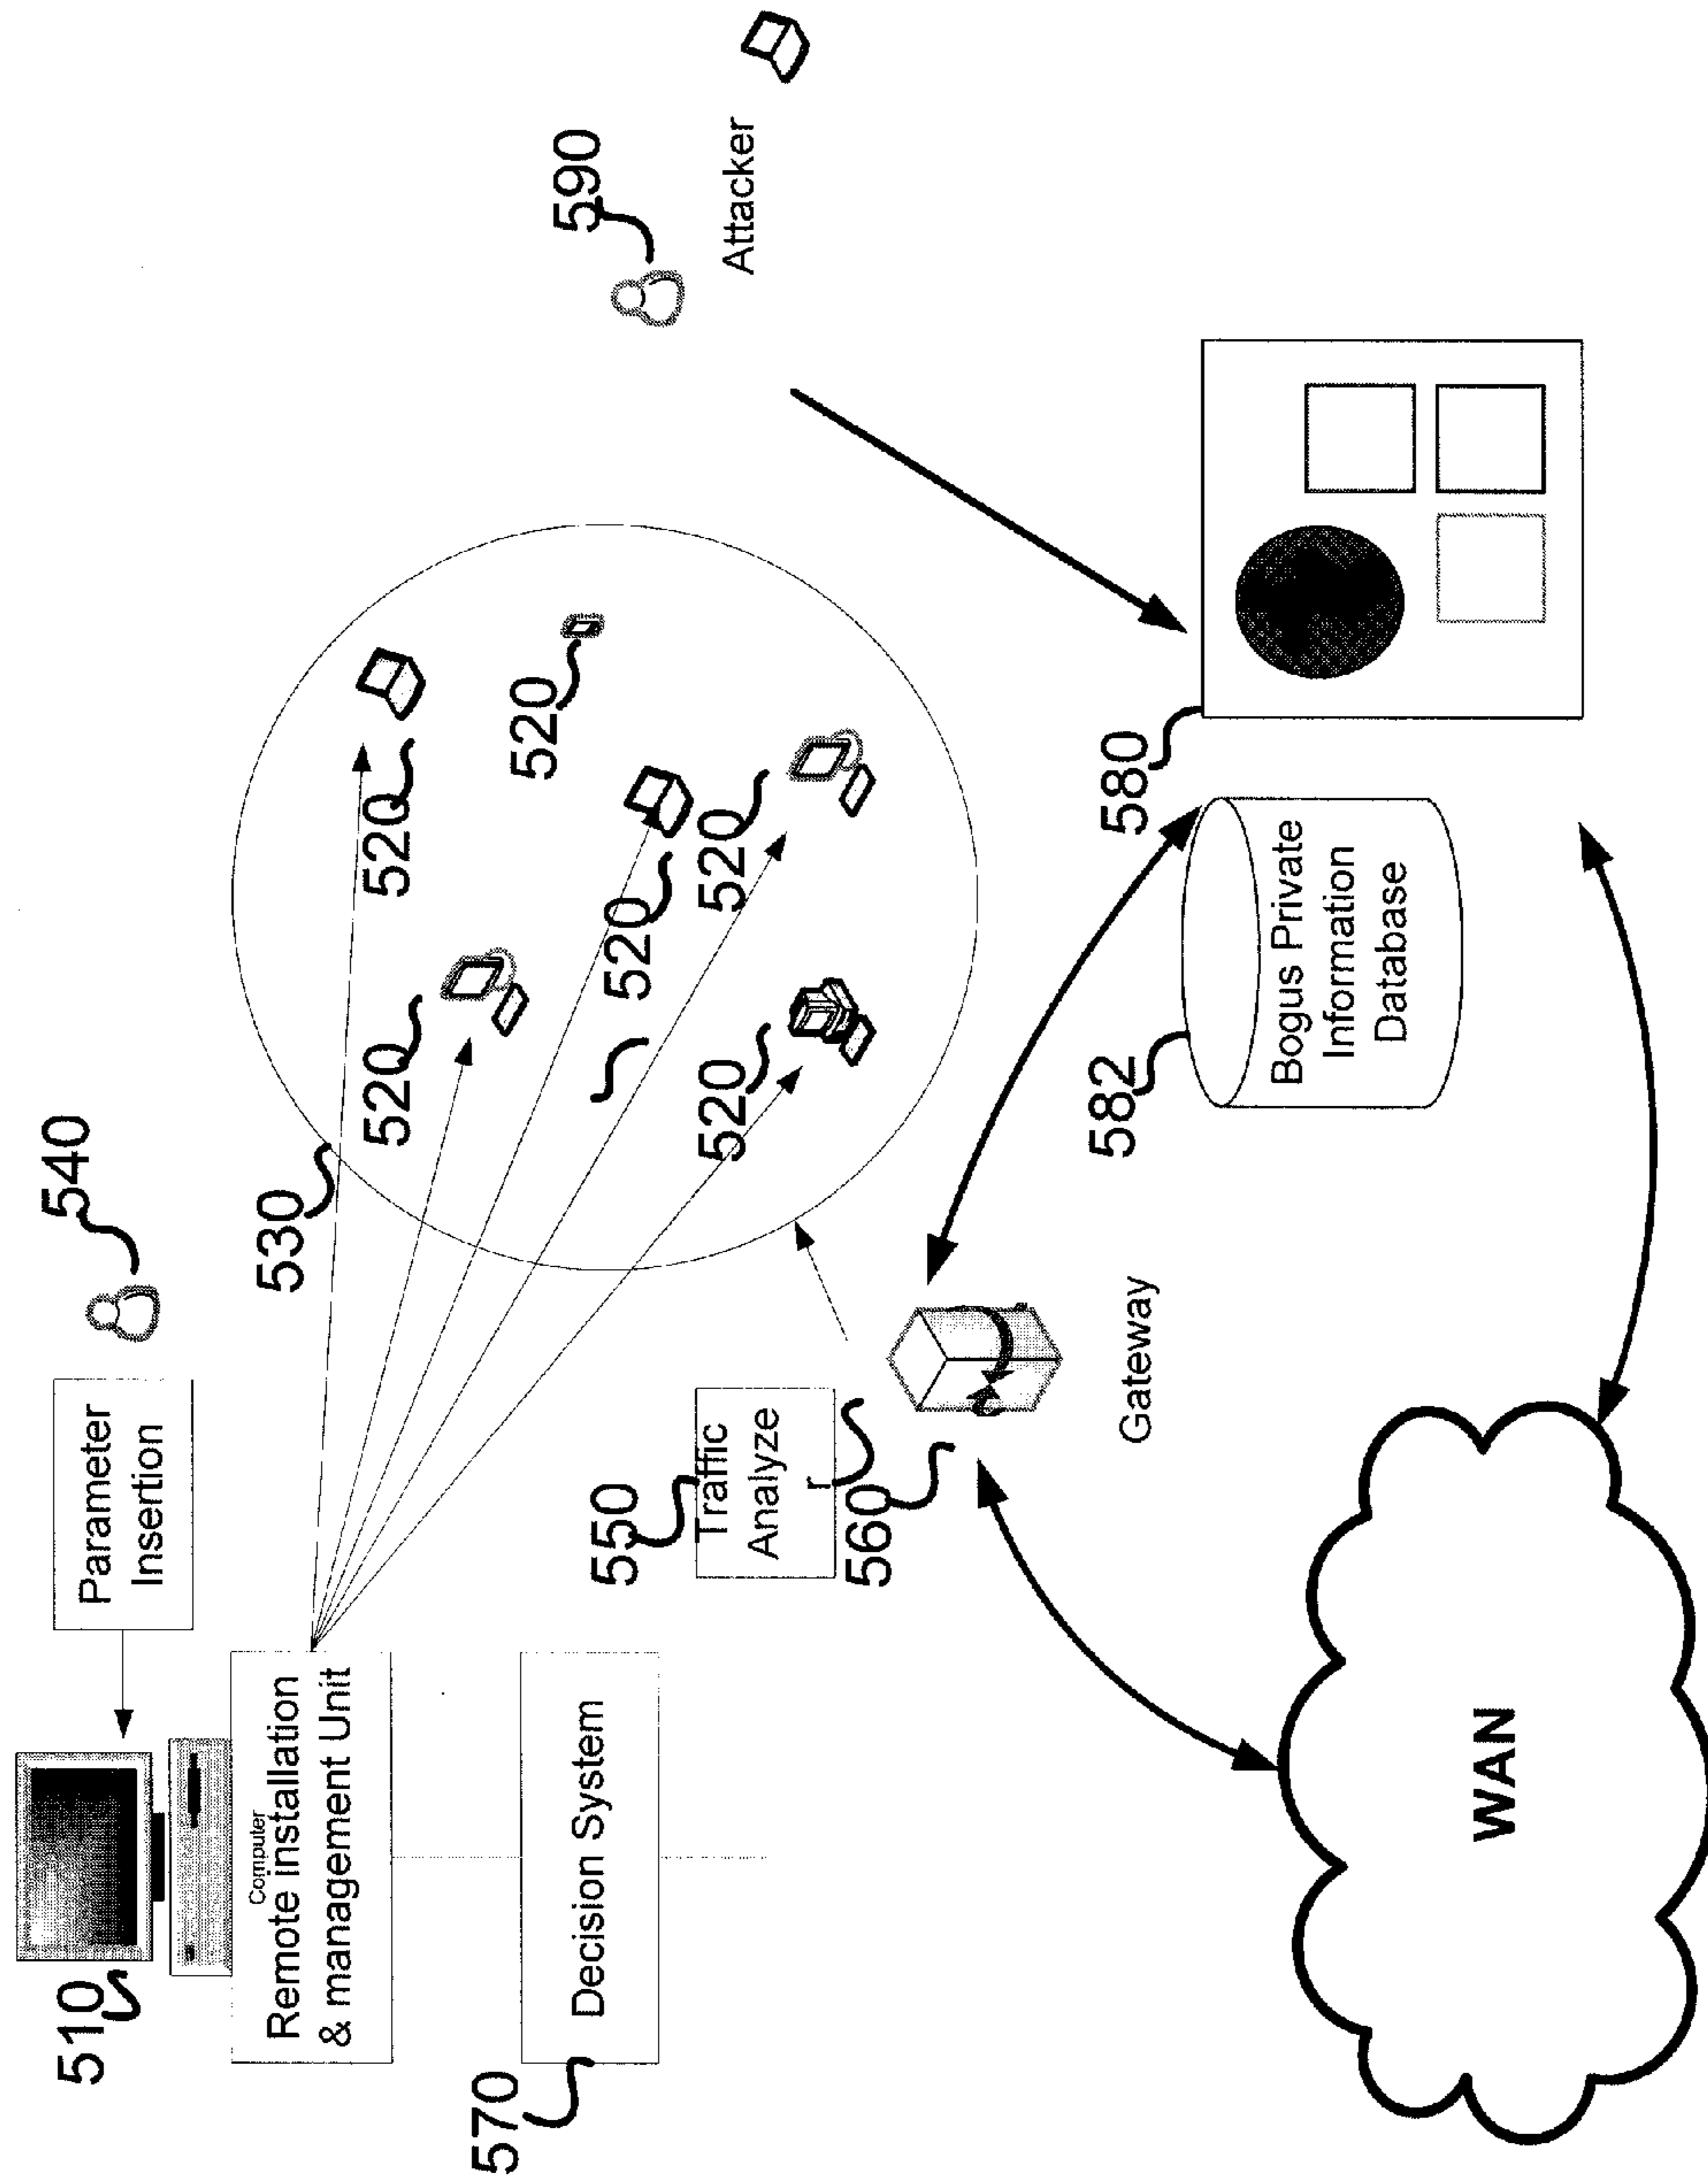 510
540
Parameter
Insertion
Computer
Remote installation
& management Unit
530
520
520
520
520
520
520
590
Attacker
570
Decision System
550
Traffic
Analyze
r
560
Gateway
582
Bogus Private
Information
Database
580
WAN